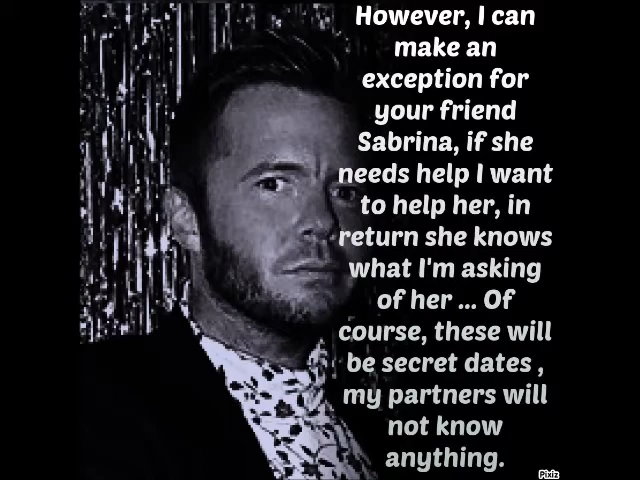 However, I can
make an
exception for
your friend
Sabrina, if she
needs help I want
to help her, in
return she knows
what I'm asking
of her ... Of
course, these will
be secret dates ,
my partners will
not know
anything.
Pixiz